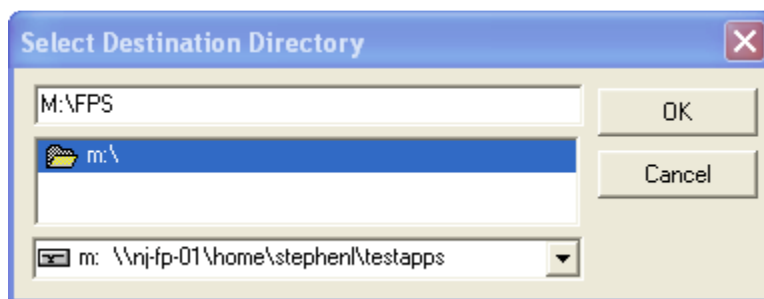 Select Destination Directory
M:\FPS
OK
m:\
Cancel
m: \\nj-fp-01\home\stephenl\testapps